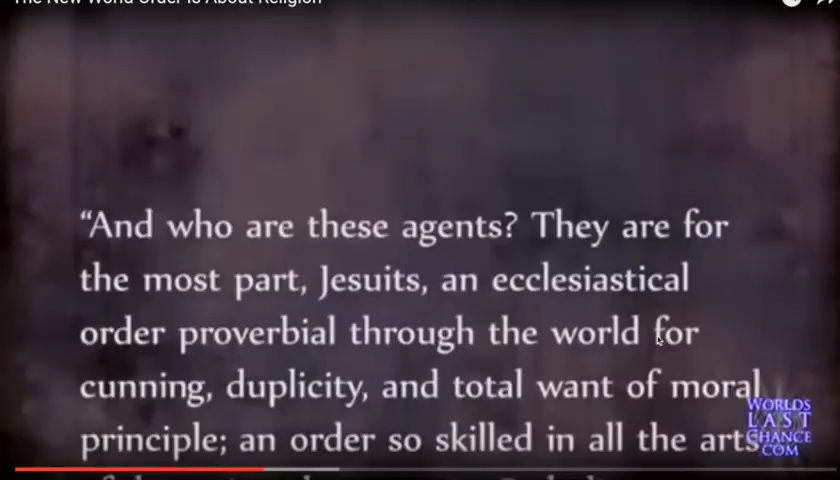 The New World Order Is About Religion
“And who are these agents? They are for
the most part, Jesuits, an ecclesiastical
order proverbial through the world for
cunning, duplicity, and total want of moral
principle; an order so skilled in all the arts
WORLDS
LAST
CHANCE
.COM